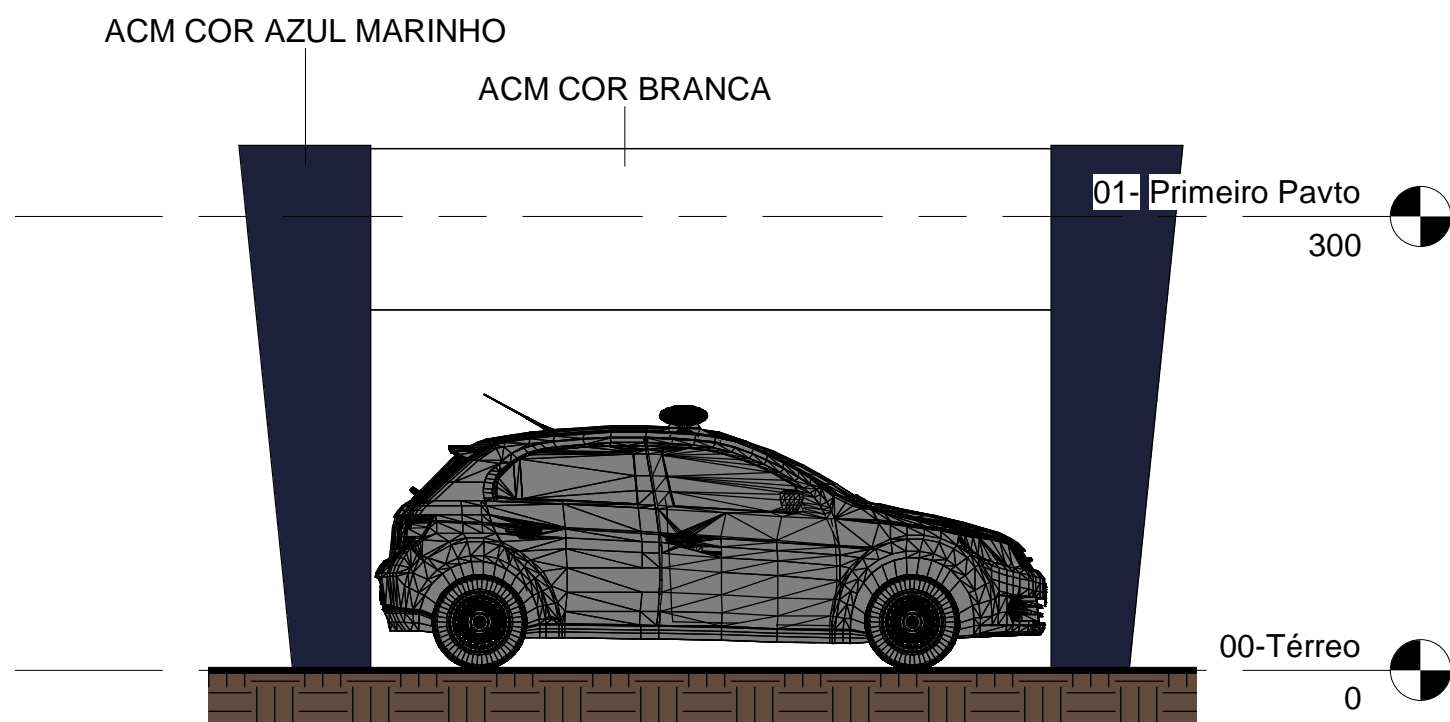 ACM COR AZUL MARINHO
ACM COR BRANCA
01- Primeiro Pavto
300
00-Térreo
0